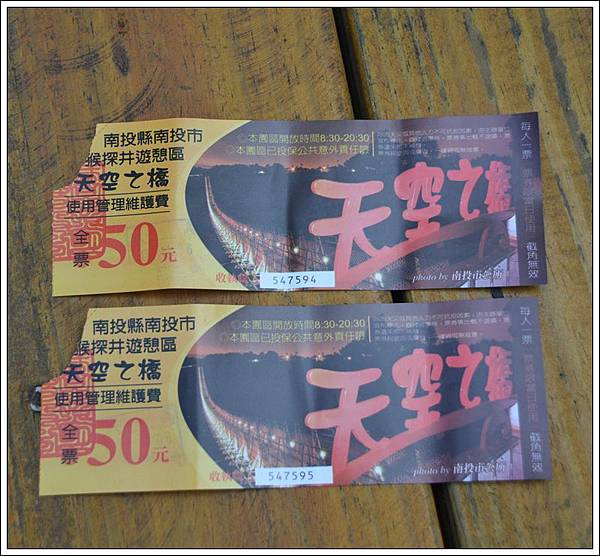 南投縣南投市
猴探井遊憩區
天空之橋
使用管理維護費
全票 50元
◎本園區開放時間8:30-20:30
◎本園區已投保公共意外責任險
天空之橋
收執
547594
photo by 南投市公所
每人一票
截角無效
南投縣南投市
猴探井遊憩區
天空之橋
使用管理維護費
全票 50元
◎本園區開放時間8:30-20:30
◎本園區已投保公共意外責任險
天空之橋
收執
547595
photo by 南投市公所
每人一票
截角無效